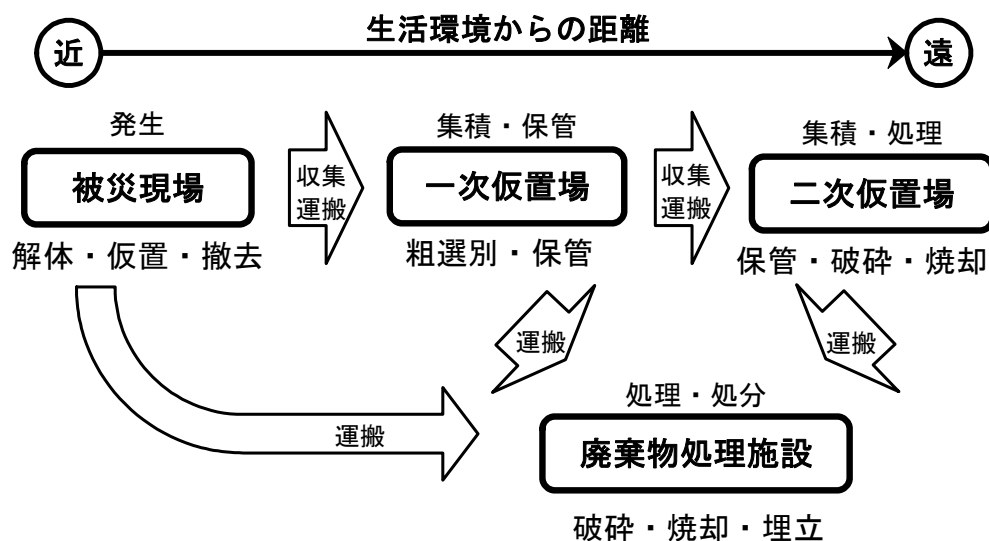 生活環境からの距離
近
遠
発生
被災現場
解体・仮置・撤去
収集
運搬
集積・保管
一次仮置場
粗選別・保管
収集
運搬
集積・処理
二次仮置場
保管・破砕・焼却
運搬
運搬
運搬
処理・処分
廃棄物処理施設
破砕・焼却・埋立